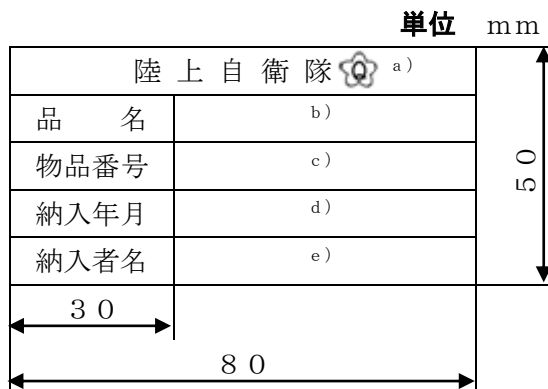 単位 mm
陸上自衛隊 Q a)
品 名 b)
物品番号 c)
納入年月 d)
納入者名 e)
50
30
80